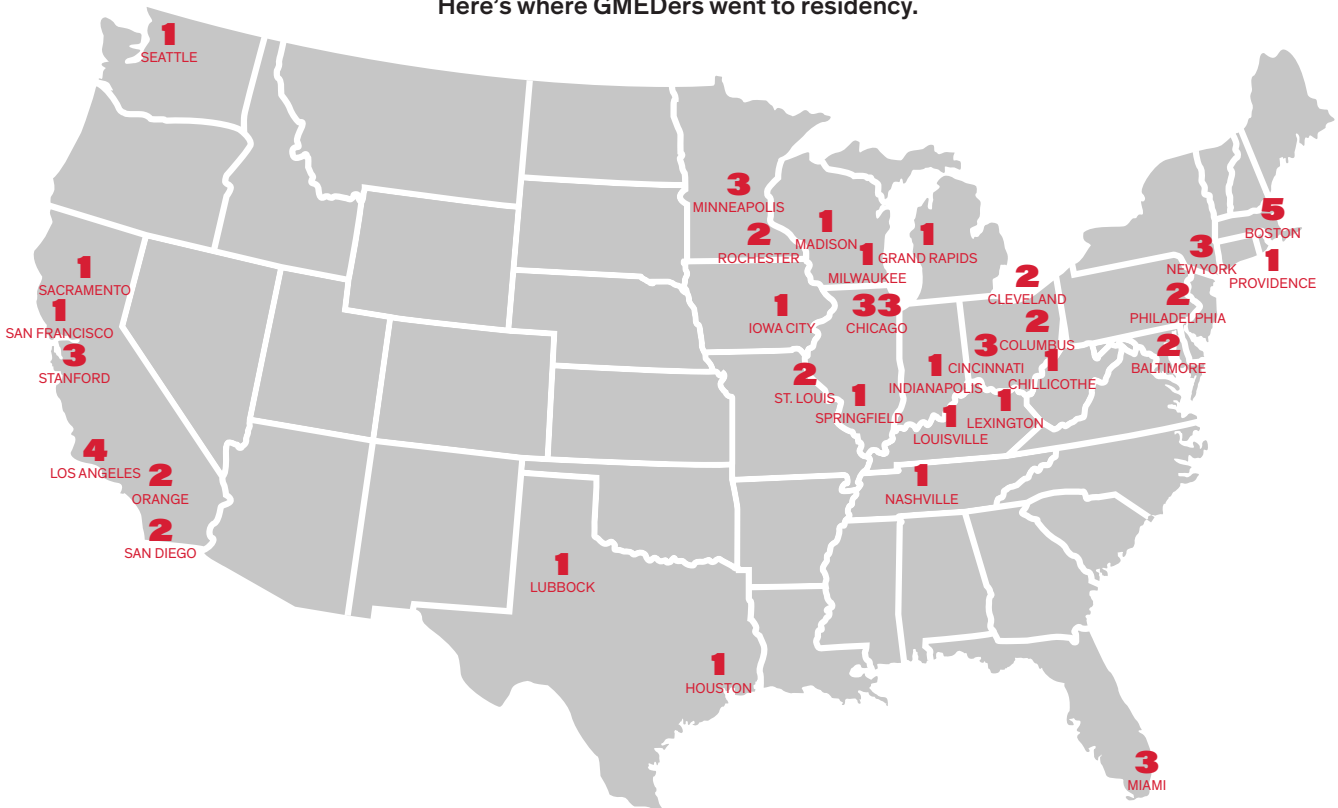 Here's where GMEDers went to residency.
1
SEATTLE
3
MINNEAPOLIS
2
ROCHESTER
1
MADISON
1
MILWAUKEE
1
GRAND RAPIDS
5
BOSTON
3
NEW YORK
1
PROVIDENCE
1
SACRAMENTO
1
SAN FRANCISCO
3
STANFORD
1
IOWA CITY
33
CHICAGO
2
CLEVELAND
2
COLUMBUS
2
PHILADELPHIA
2
BALTIMORE
3
CINCINNATI
1
CHILLICOTHE
1
INDIANAPOLIS
2
ST. LOUIS
1
SPRINGFIELD
1
LEXINGTON
1
LOUISVILLE
4
LOS ANGELES
2
ORANGE
2
SAN DIEGO
1
NASHVILLE
1
LUBBOCK
1
HOUSTON
3
MIAMI